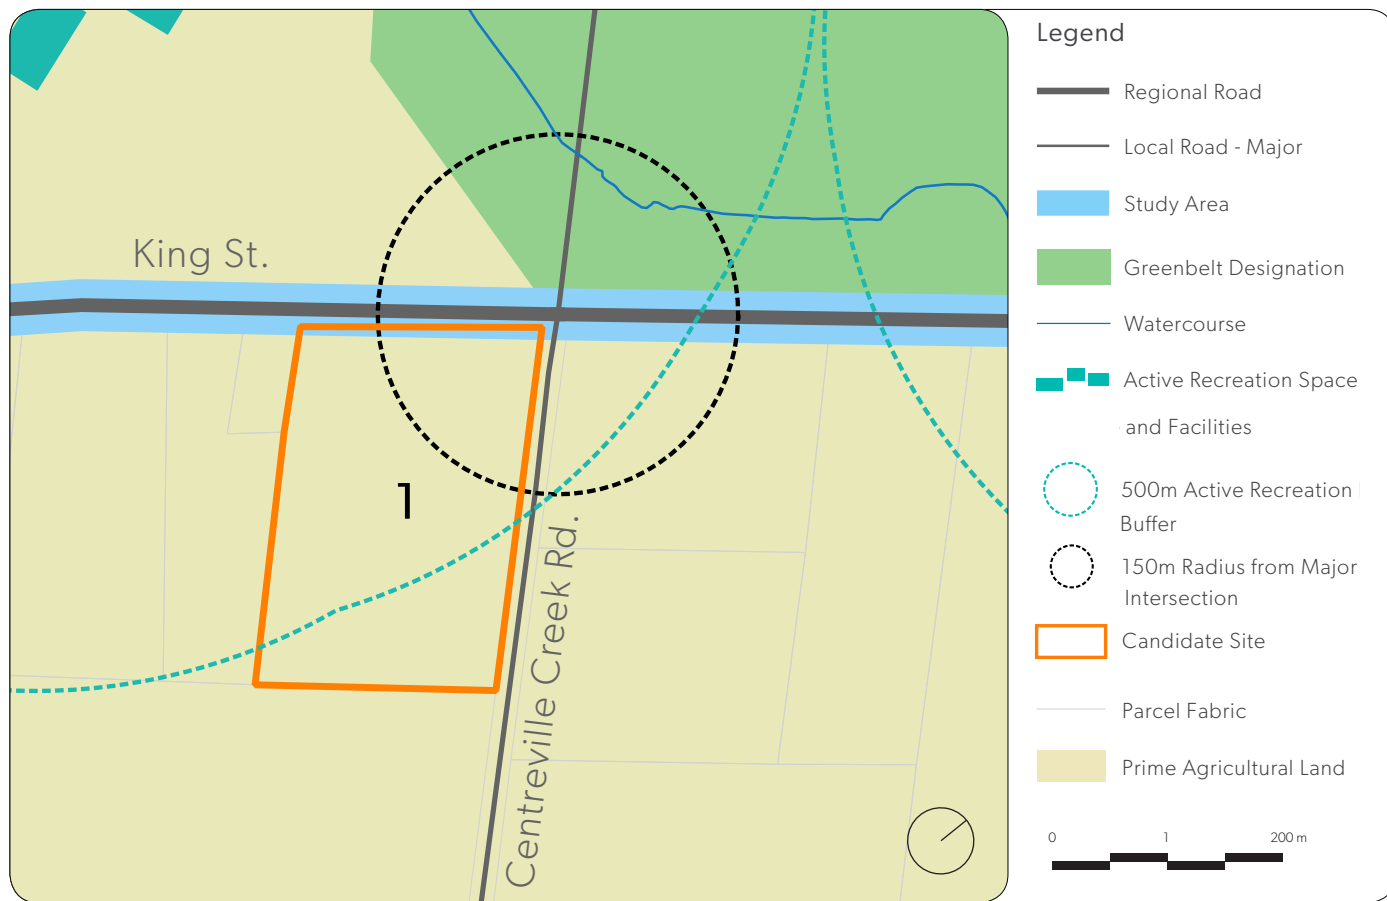 King St.
1
Centreville Creek Rd.
Legend
Regional Road
Local Road - Major
Study Area
Greenbelt Designation
Watercourse
Active Recreation Space
and Facilities
500m Active Recreation
Buffer
150m Radius from Major
Intersection
Candidate Site
Parcel Fabric
Prime Agricultural Land
0 1 200 m